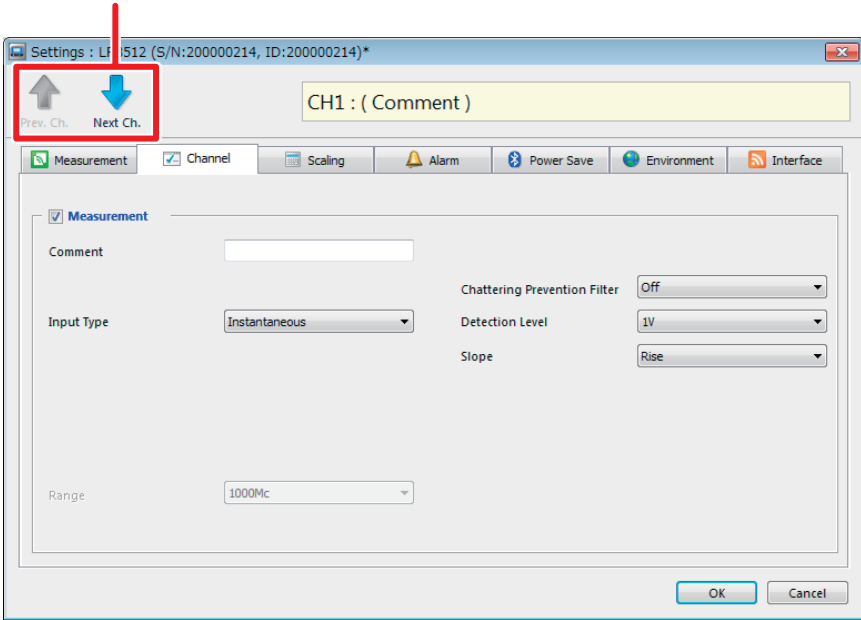 Settings : LR8512 (S/N:200000214, ID:200000214)*
Prev. Ch. Next Ch.
CH1 : ( Comment )
Measurement Channel Scaling Alarm Power Save Environment Interface
Measurement
Comment
Chattering Prevention Filter Off
Input Type Instantaneous Detection Level 1V
Slope Rise
Range 1000Mc
OK Cancel